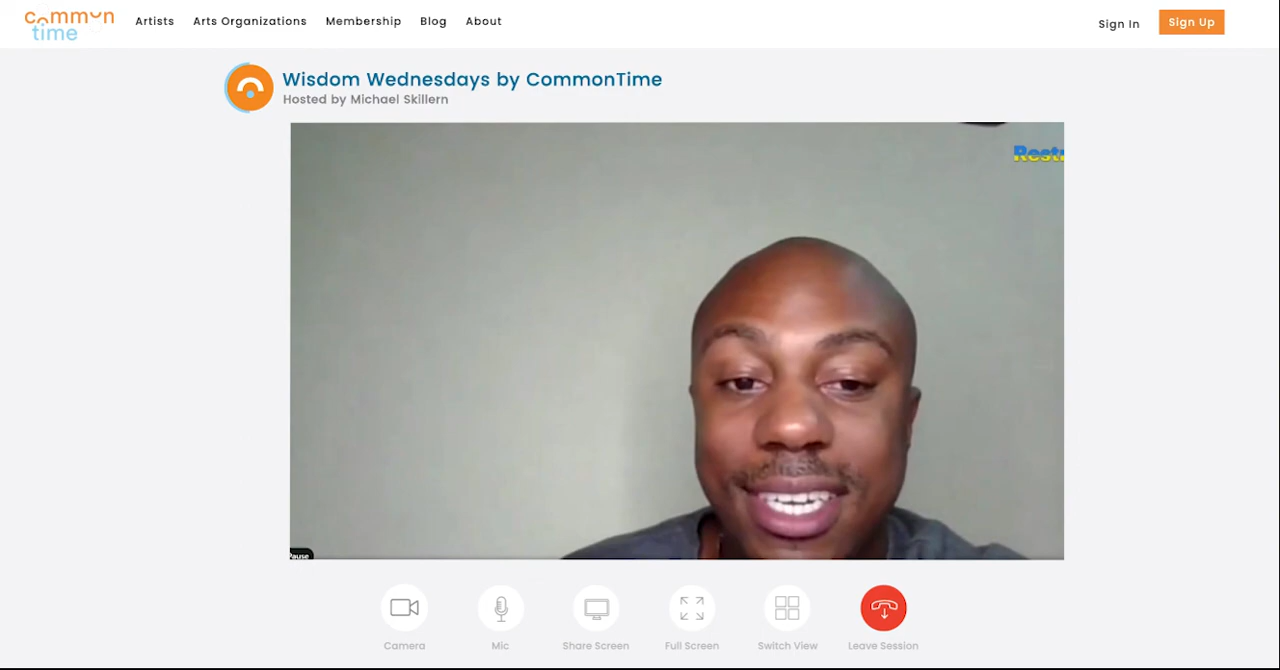 common
time
Artists
Arts Organizations
Membership
Blog
About
Sign In
Sign Up
Wisdom Wednesdays by CommonTime
Hosted by Michael Skillern
Pause
Camera
Mic
Share Screen
Full Screen
Switch View
Leave Session